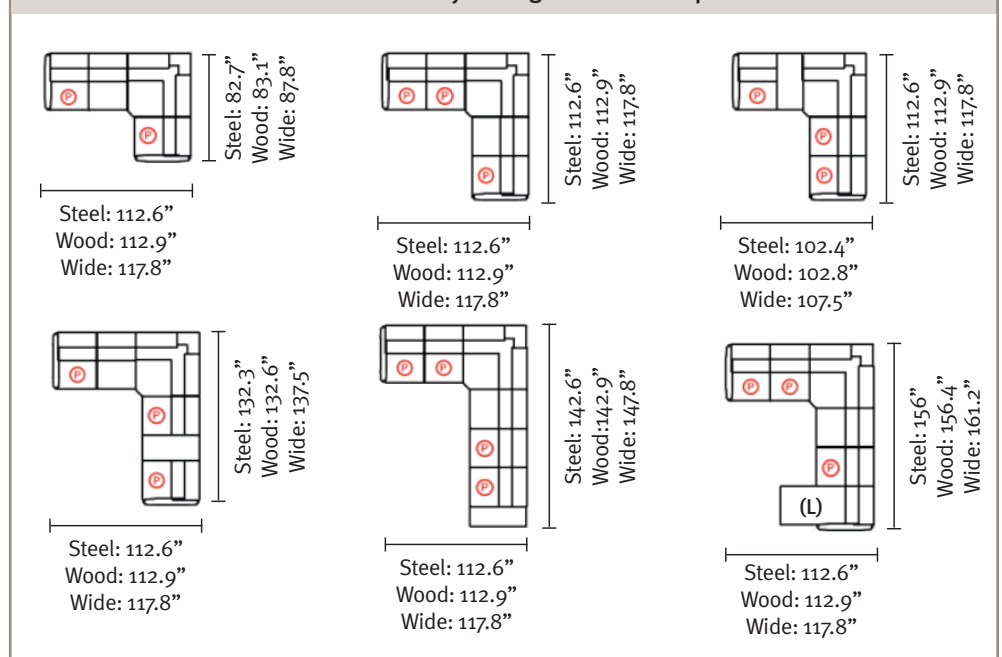 P
P
Steel: 82.7”
Wood: 83.1”
Wide: 87.8”
Steel: 112.6”
Wood: 112.9”
Wide: 117.8”
P P
P
Steel: 112.6”
Wood: 112.9”
Wide: 117.8”
Steel: 112.6”
Wood: 112.9”
Wide: 117.8”
P
P
P
Steel: 112.6”
Wood: 112.9”
Wide: 117.8”
Steel: 102.4”
Wood: 102.8”
Wide: 107.5”
P
P
P
Steel: 132.3”
Wood: 132.6”
Wide: 137.5”
Steel: 112.6”
Wood: 112.9”
Wide: 117.8”
P P
P
P
Steel: 142.6”
Wood:142.9”
Wide: 147.8”
Steel: 112.6”
Wood: 112.9”
Wide: 117.8”
P P
P
(L)
Steel: 156”
Wood: 156.4”
Wide: 161.2”
Steel: 112.6”
Wood: 112.9”
Wide: 117.8”